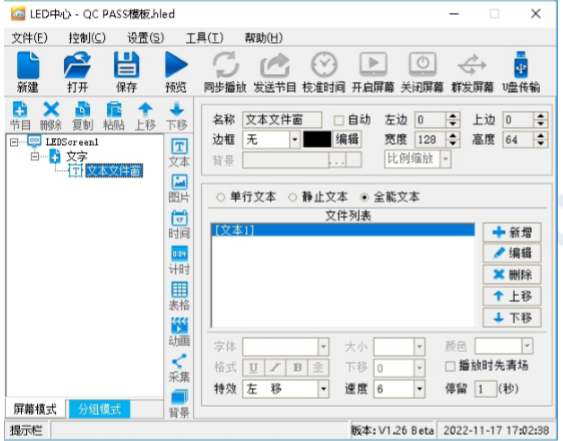 LED中心 - QC PASS模板.hled
文件(F) 控制(C) 设置(S) 工具(T) 帮助(H)
新建 打开 保存 预览 同步播放 发送节目 校准时间 开启屏幕 关闭屏幕 群发屏幕 U盘传输
节目 删除 复制 粘贴 上移 下移
LEDScreen1
文字
文本文件窗
文本
图片
时间
计时
表格
动画
采集
背景
名称 文本文件窗 自动 左边 0 上边 0
边框 无 编辑 宽度 128 高度 64
背景 ... 比例缩放
单行文本 静止文本 全能文本
文件列表
[文本1]
新增
编辑
删除
上移
下移
字体 大小 颜色
格式 U I B 下移 0 播放时先清场
特效 左 移 速度 6 停留 1 (秒)
屏幕模式 分组模式
提示栏 版本:V1.26 Beta 2022-11-17 17:02:38